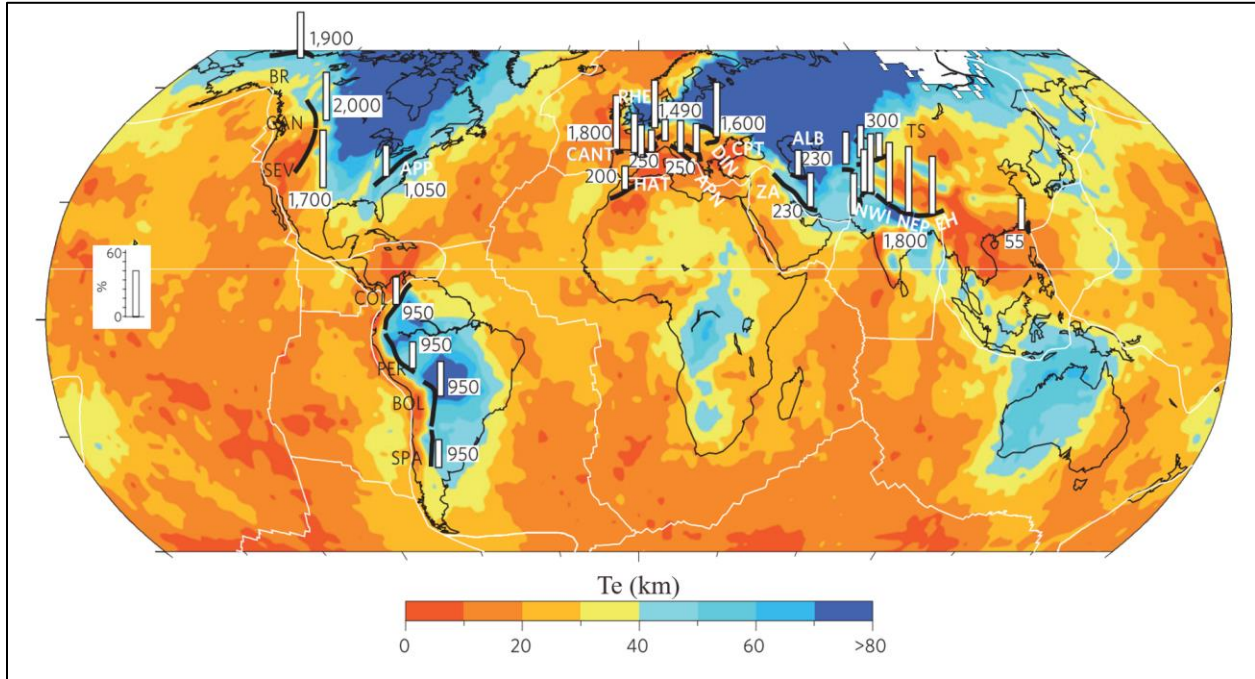 1,900
BR
2,000
CAN
SEV
APP
1,050
1,700
RHE
1,490
1,800
1,600
CANT
250
250
DIN
CPT
200
HAT
APN
ALB
230
300
TS
ZA
230
NWI
NEP
EH
1,800
55
60
%
0
COL
950
PER
950
BOL
950
SPA
950
Te (km)
0
20
40
60
>80